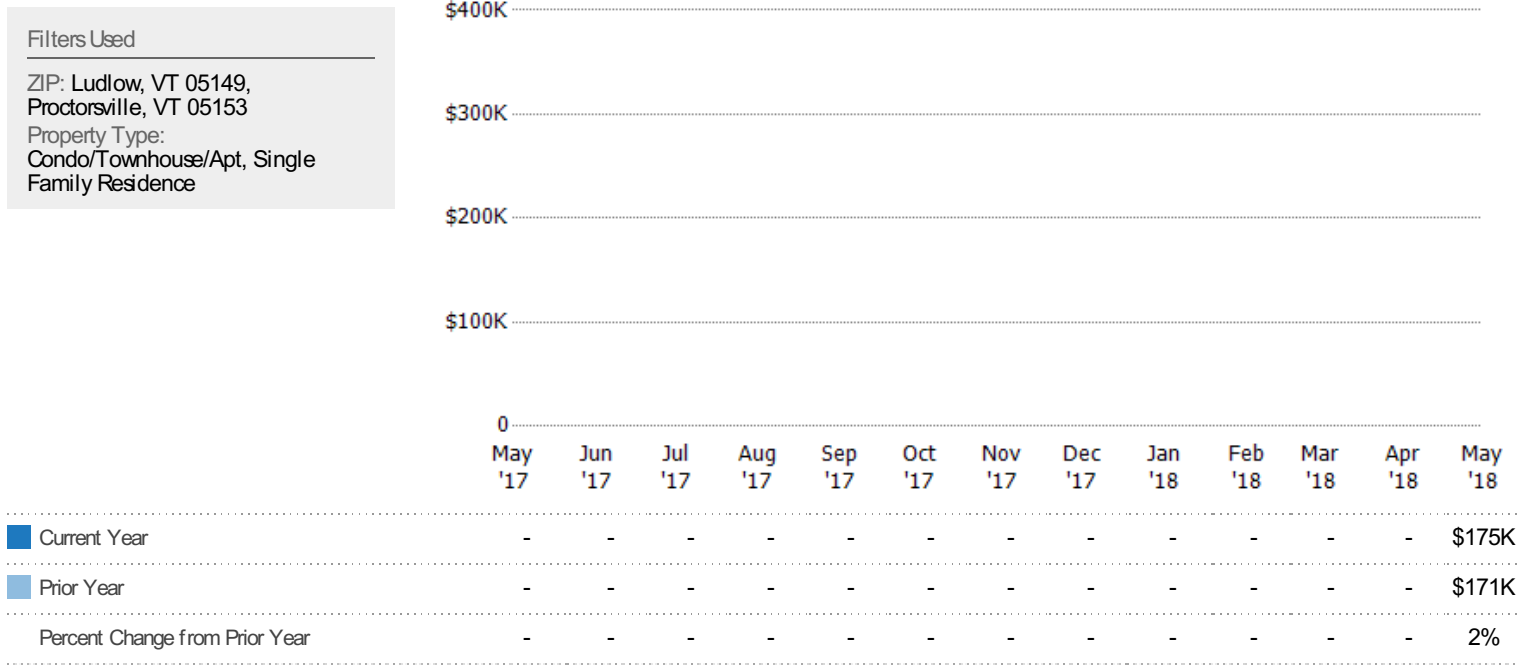 Filters Used
ZIP: Ludlow, VT 05149,
Proctorsville, VT 05153
Property Type:
Condo/Townhouse/Apt, Single
Family Residence
$400K
$300K
$200K
$100K
0
May Jun Jul Aug Sep Oct Nov Dec Jan Feb Mar Apr May
'17 '17 '17 '17 '17 '17 '17 '17 '18 '18 '18 '18 '18
Current Year - - - - - - - - - - - - $175K
Prior Year - - - - - - - - - - - - $171K
Percent Change from Prior Year - - - - - - - - - - - - 2%